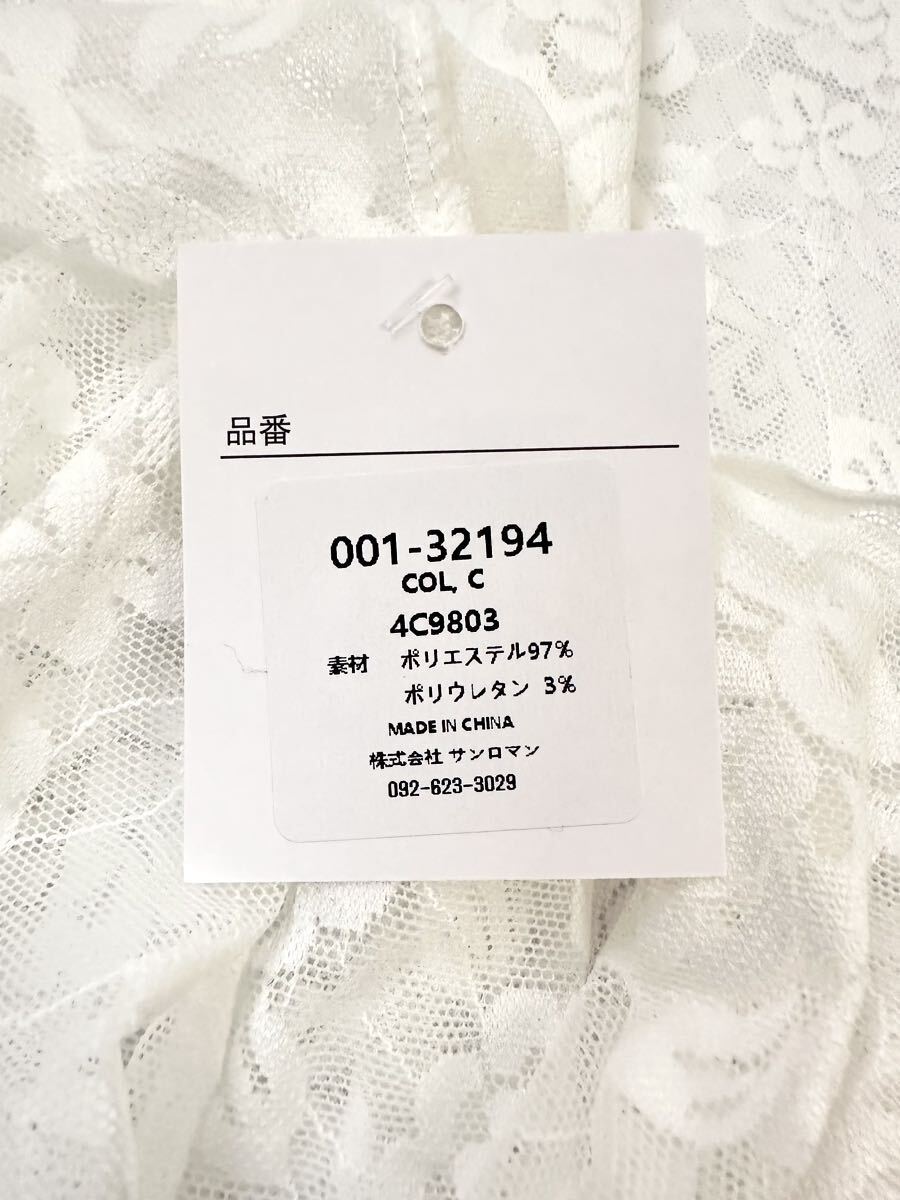 品番
001-32194
COL, C
4C9803
素材 ポリエステル97%
ポリウレタン 3%
MADE IN CHINA
株式会社 サンロマン
092-623-3029